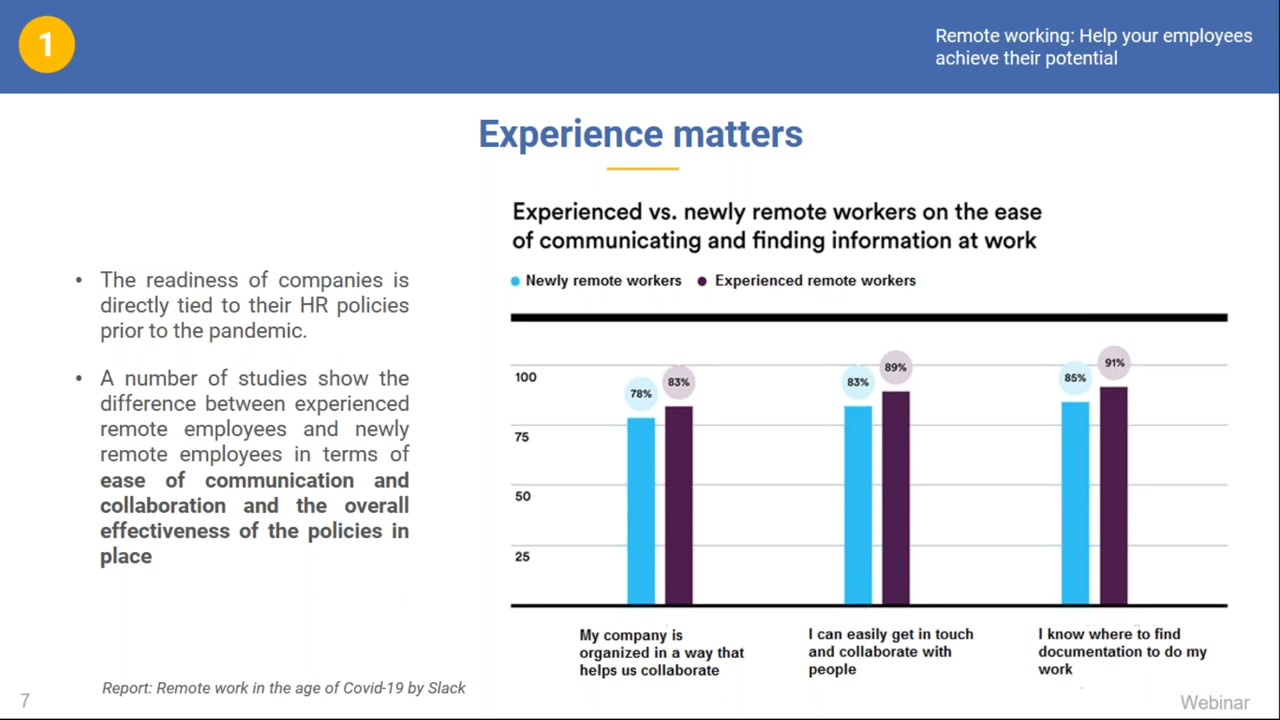 1
Remote working: Help your employees
achieve their potential
Experience matters
• The readiness of companies is
directly tied to their HR policies
prior to the pandemic.
• A number of studies show the
difference between experienced
remote employees and newly
remote employees in terms of
ease of communication and
collaboration and the overall
effectiveness of the policies in
place
Experienced vs. newly remote workers on the ease
of communicating and finding information at work
Newly remote workers
Experienced remote workers
100
75
50
25
78%
83%
83%
89%
85%
91%
My company is
organized in a way that
helps us collaborate
I can easily get in touch
and collaborate with
people
I know where to find
documentation to do my
work
Report: Remote work in the age of Covid-19 by Slack
7
Webinar